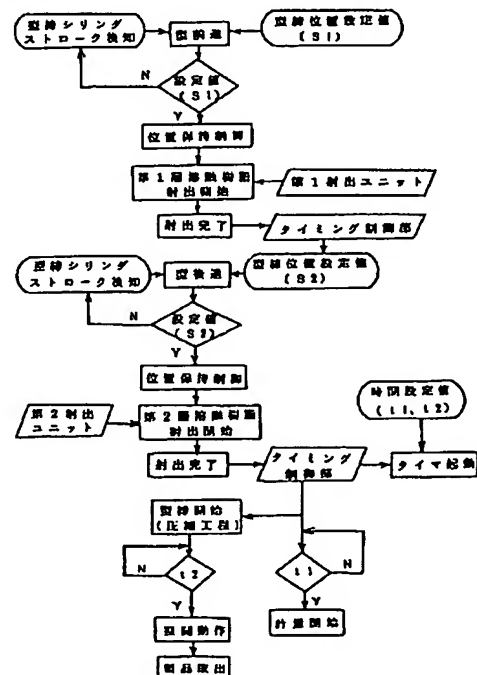 型締シリンダ
ストローク検知
型前進
型締位置設定値
(S1)
N
設定値
(S1)
Y
位置保持制御
第1層溶融樹脂
射出開始
第1射出ユニット
射出完了
タイミング制御部
型締シリンダ
ストローク検知
型後退
型締位置設定値
(S2)
N
設定値
(S2)
Y
位置保持制御
時間設定値
(t1、t2)
第2射出
ユニット
第2層溶融樹脂
射出開始
射出完了
タイミング
制御部
タイマ起動
型締開始
(圧縮工程)
N
t2
t1
N
Y
Y
型開動作
計量開始
製品取出